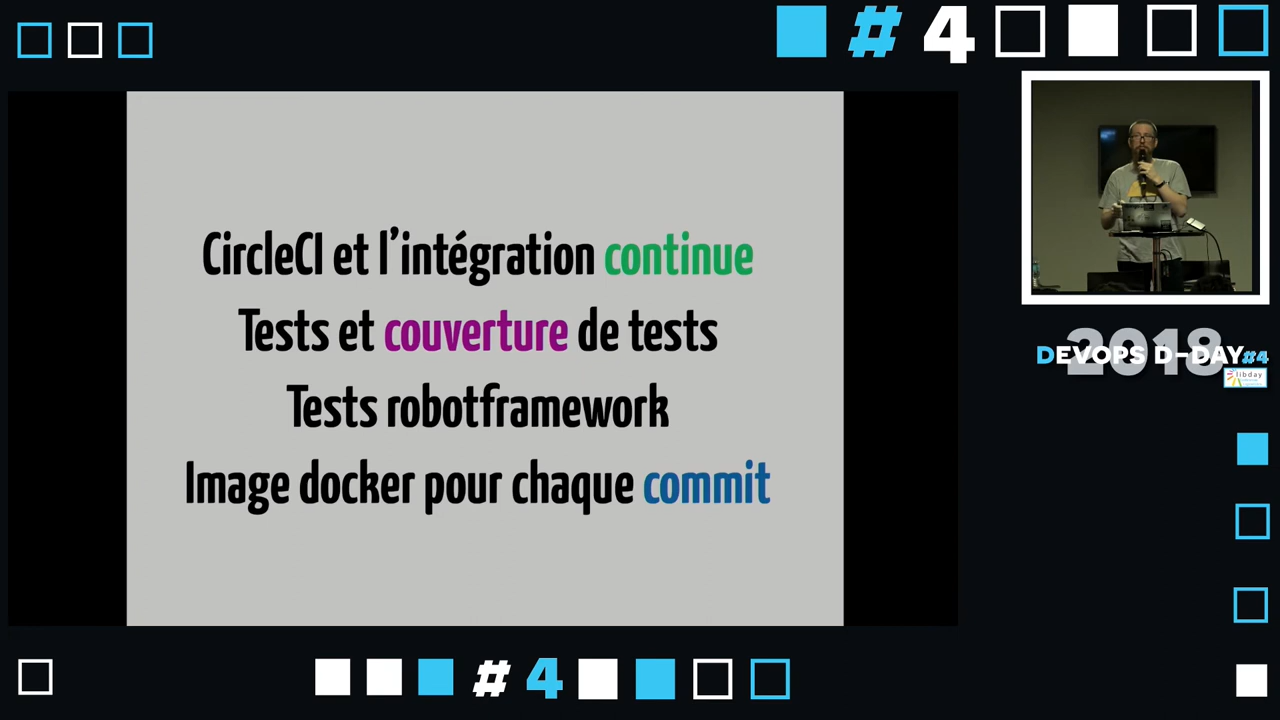 #4
CircleCI et l’intégration continue
Tests et couverture de tests
Tests robotframework
Image docker pour chaque commit
2018
DEVOPS D-DAY#4
libday
#4